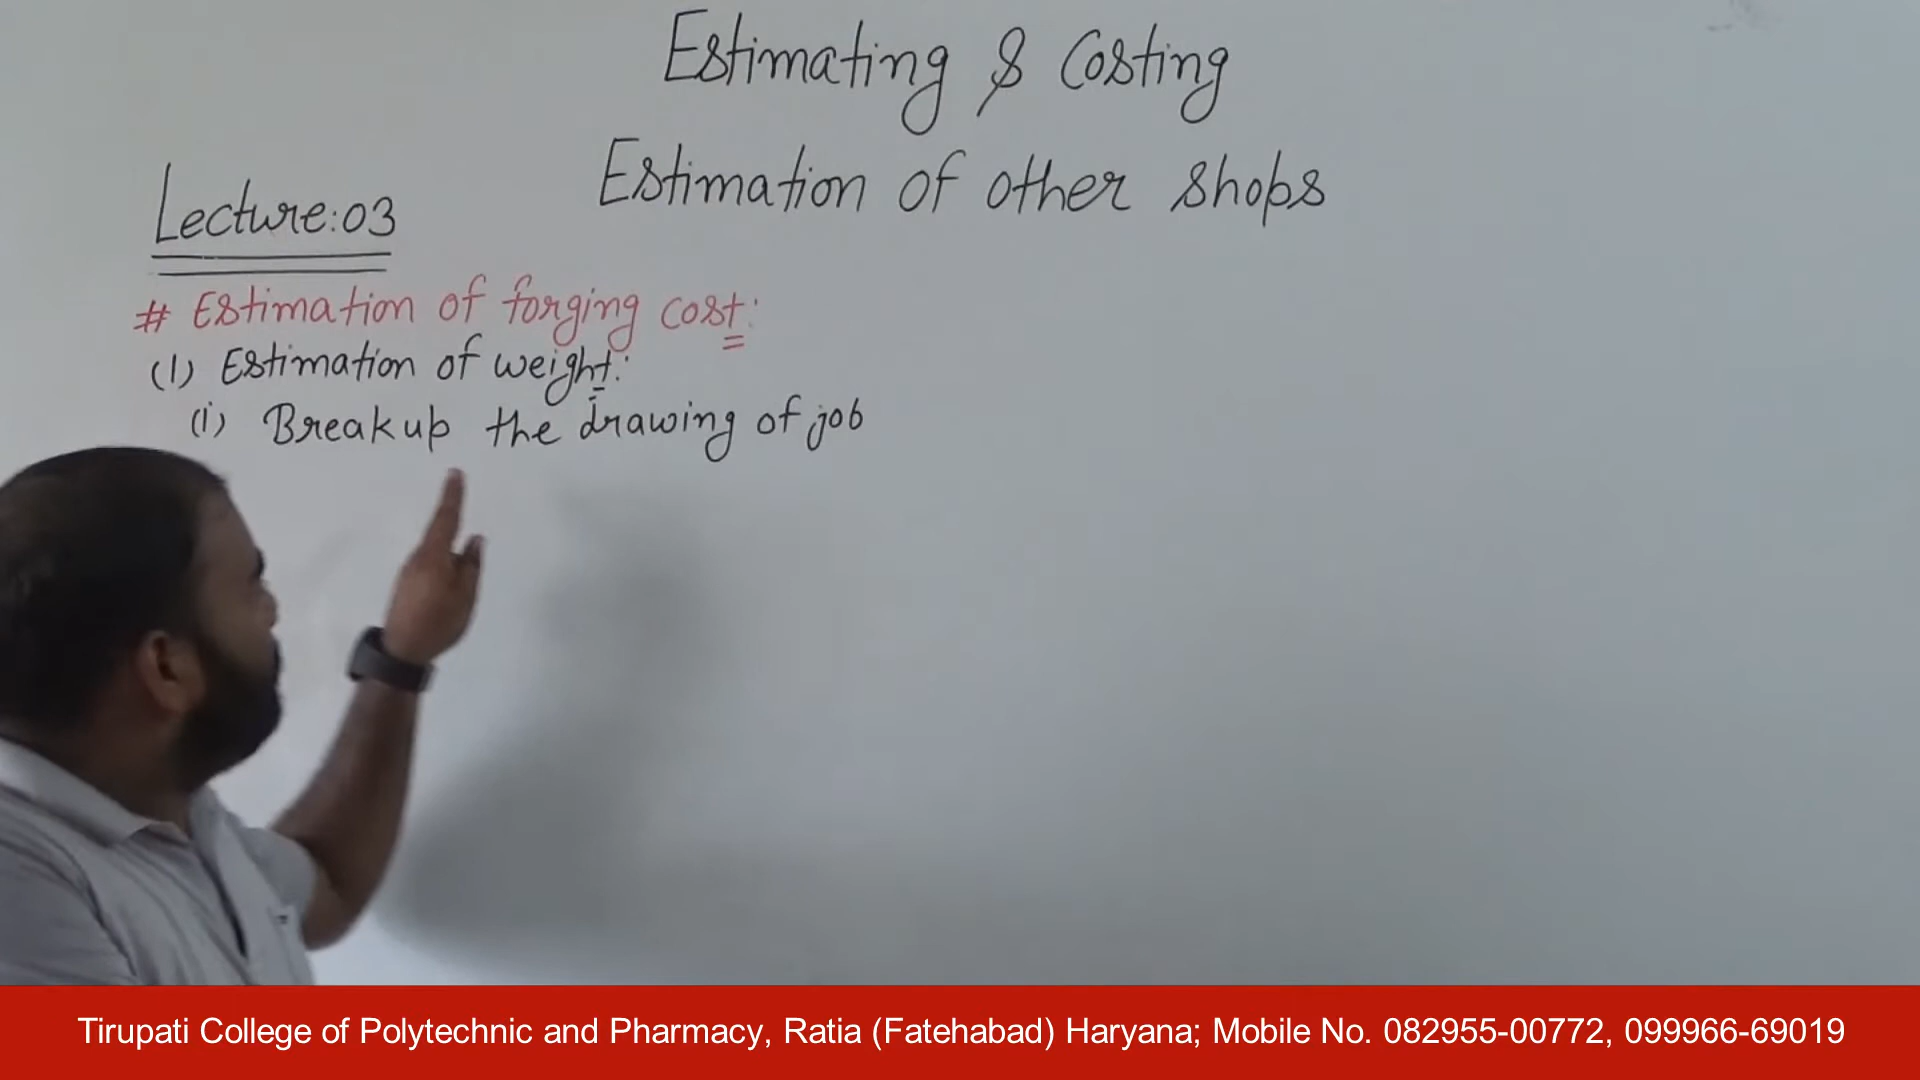 Estimating & Costing
Estimation of other shops
Lecture:03
# Estimation of forging cost:
(1) Estimation of weight:
(i) Breakup the drawing of job
Tirupati College of Polytechnic and Pharmacy, Ratia (Fatehabad) Haryana; Mobile No. 082955-00772, 099966-69019